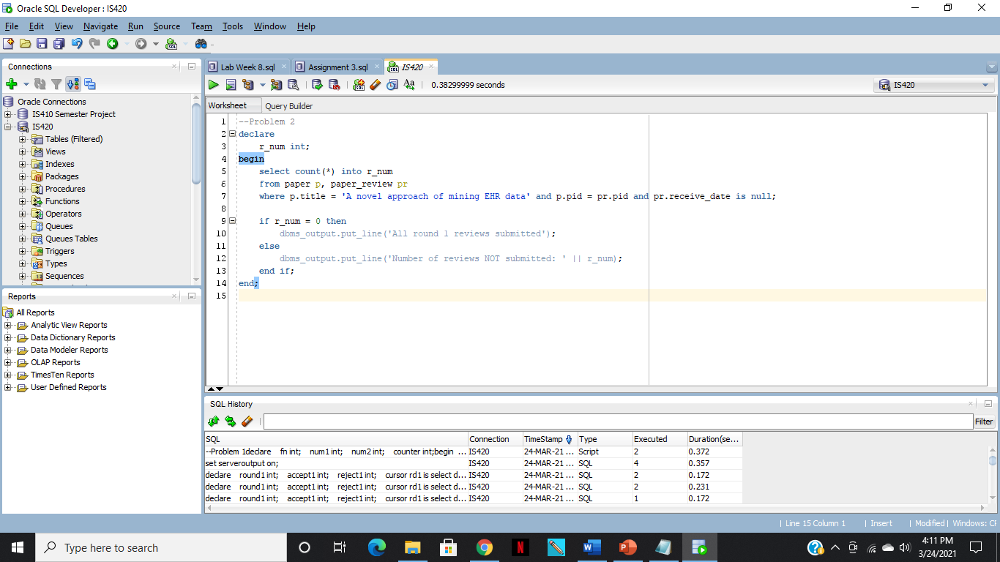 Oracle SQL Developer : IS420
File Edit View Navigate Run Source Team Tools Window Help
Connections
Oracle Connections
IS410 Semester Project
IS420
Tables (Filtered)
Views
Indexes
Packages
Procedures
Functions
Operators
Queues
Queues Tables
Triggers
Types
Sequences
Reports
All Reports
Analytic View Reports
Data Dictionary Reports
Data Modeler Reports
OLAP Reports
TimesTen Reports
User Defined Reports
Lab Week 8.sql Assignment 3.sql IS420
0.38299999 seconds IS420
Worksheet Query Builder
1 --Problem 2
2 declare
3 r_num int;
4 begin
5 select count(*) into r_num
6 from paper p, paper_review pr
7 where p.title = 'A novel approach of mining EHR data' and p.pid = pr.pid and pr.receive_date is null;
8
9 if r_num = 0 then
10 dbms_output.put_line('All round 1 reviews submitted');
11 else
12 dbms_output.put_line('Number of reviews NOT submitted: ' || r_num);
13 end if;
14 end;
15
SQL History
Filter
SQL Connection TimeStamp Type Executed Duration(se...
--Problem 1declare fn int; num1 int; num2 int; counter int;begin ... IS420 24-MAR-21 ... Script 2 0.372
set serveroutput on; IS420 24-MAR-21 ... SQL 4 0.357
declare round1 int; accept1 int; reject1 int; cursor rd1 is select d... IS420 24-MAR-21 ... SQL 2 0.172
declare round1 int; accept1 int; reject1 int; cursor rd1 is select d... IS420 24-MAR-21 ... SQL 2 0.231
declare round1 int; accept1 int; reject1 int; cursor rd1 is select d... IS420 24-MAR-21 ... SQL 1 0.172
| Line 15 Column 1 | Insert | Modified | Windows: CF
Type here to search
4:11 PM
3/24/2021